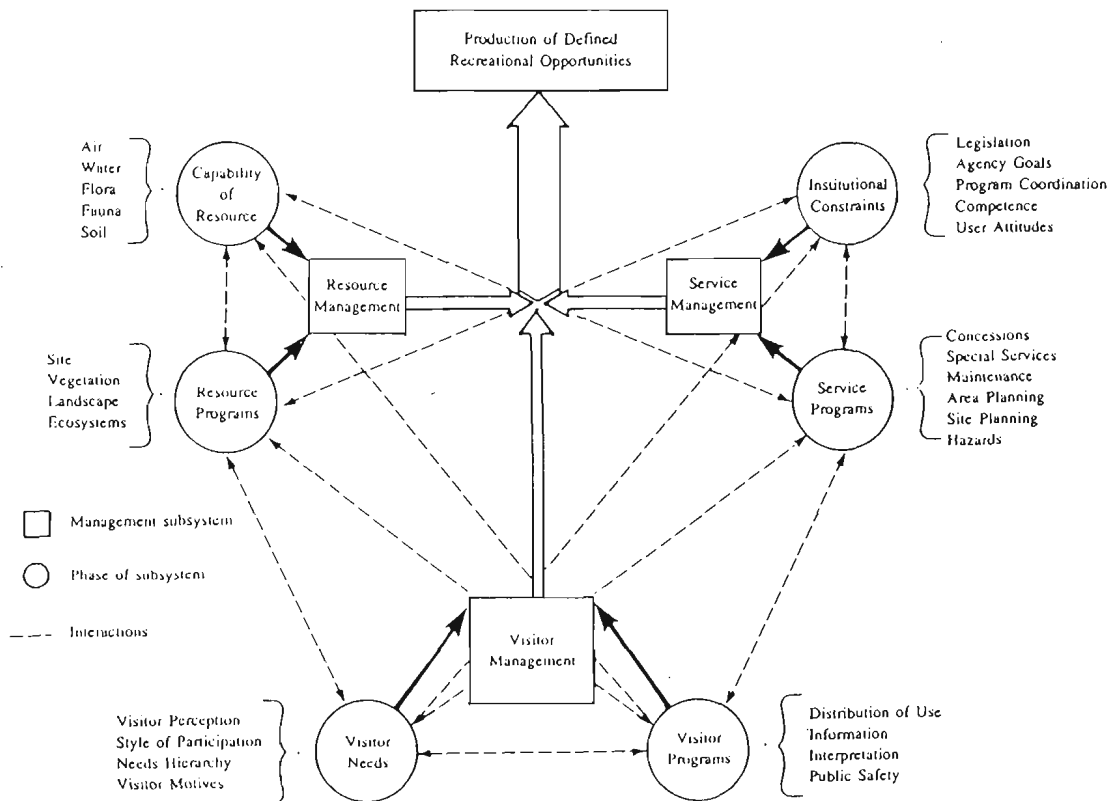 Production of Defined
Recreational Opportunities
Air
Water
Flora
Fauna
Soil
Capability
of
Resource
Institutional
Constraints
Legislation
Agency Goals
Program Coordination
Competence
User Attitudes
Resource
Management
Service
Management
Site
Vegetation
Landscape
Ecosystems
Resource
Programs
Service
Programs
Concessions
Special Services
Maintenance
Area Planning
Site Planning
Hazards
Management subsystem
Phase of subsystem
Interactions
Visitor
Management
Visitor Perception
Style of Participation
Needs Hierarchy
Visitor Motives
Visitor
Needs
Visitor
Programs
Distribution of Use
Information
Interpretation
Public Safety